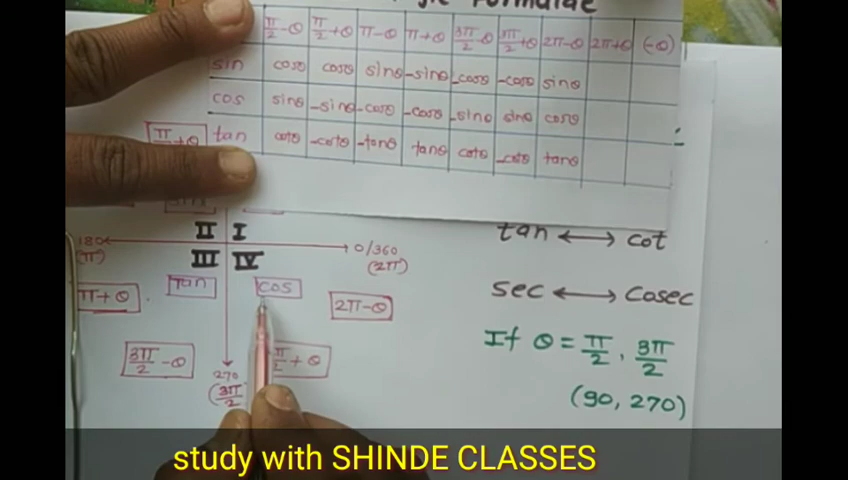 Formulae
π/2-θ π/2+θ π-θ π+θ 3π/2-θ 3π/2+θ 2π-θ 2π+θ (-θ)
sin cosθ cosθ sinθ -sinθ -cosθ -cosθ sinθ
cos sinθ -sinθ -cosθ -cosθ -sinθ sinθ cosθ
tan cotθ -cotθ -tanθ tanθ cotθ -cotθ tanθ
π/2+θ
II I
180 (π) 0/360 (2π)
III IV
tan cos
π+θ 2π-θ
3π/2-θ π/2+θ
270
(3π/2
tan ↔ cot
sec ↔ cosec
If θ = π/2, 3π/2
(90, 270)
study with SHINDE CLASSES